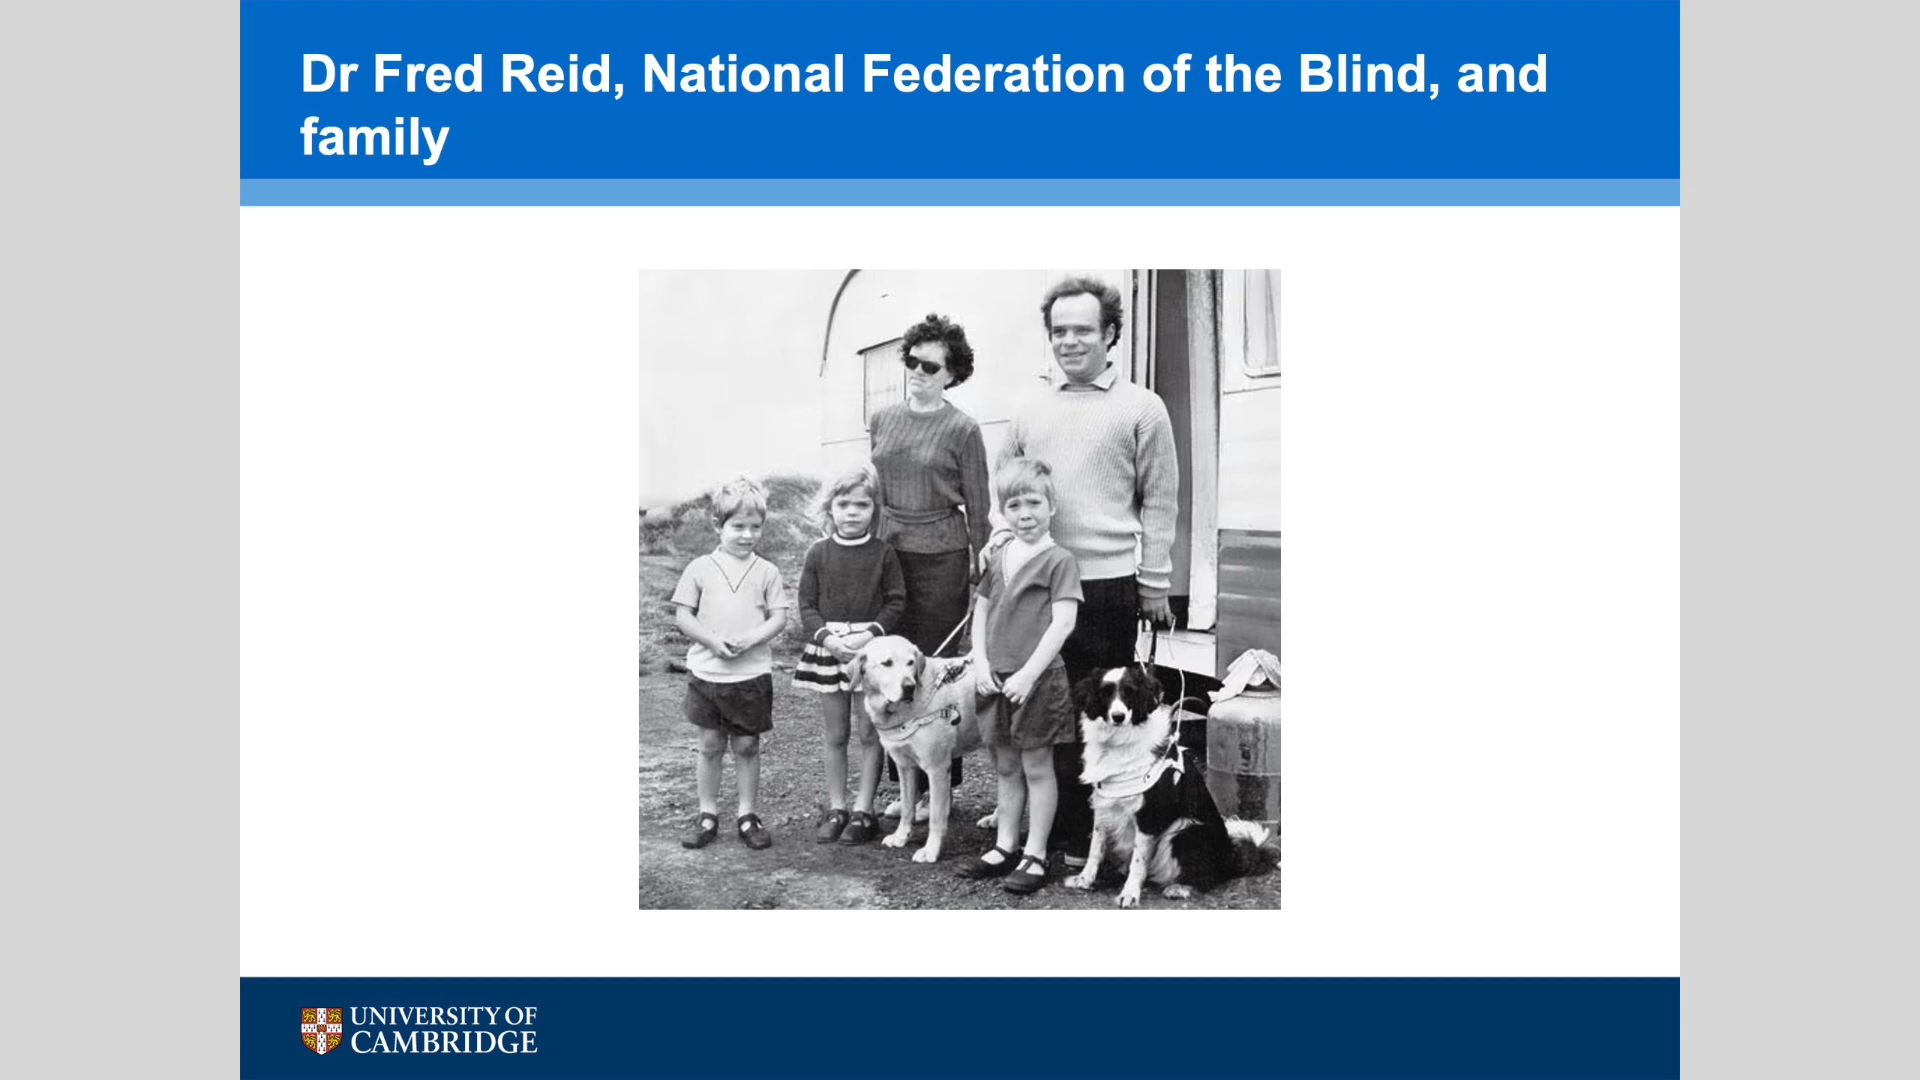 Dr Fred Reid, National Federation of the Blind, and
family
UNIVERSITY OF
CAMBRIDGE